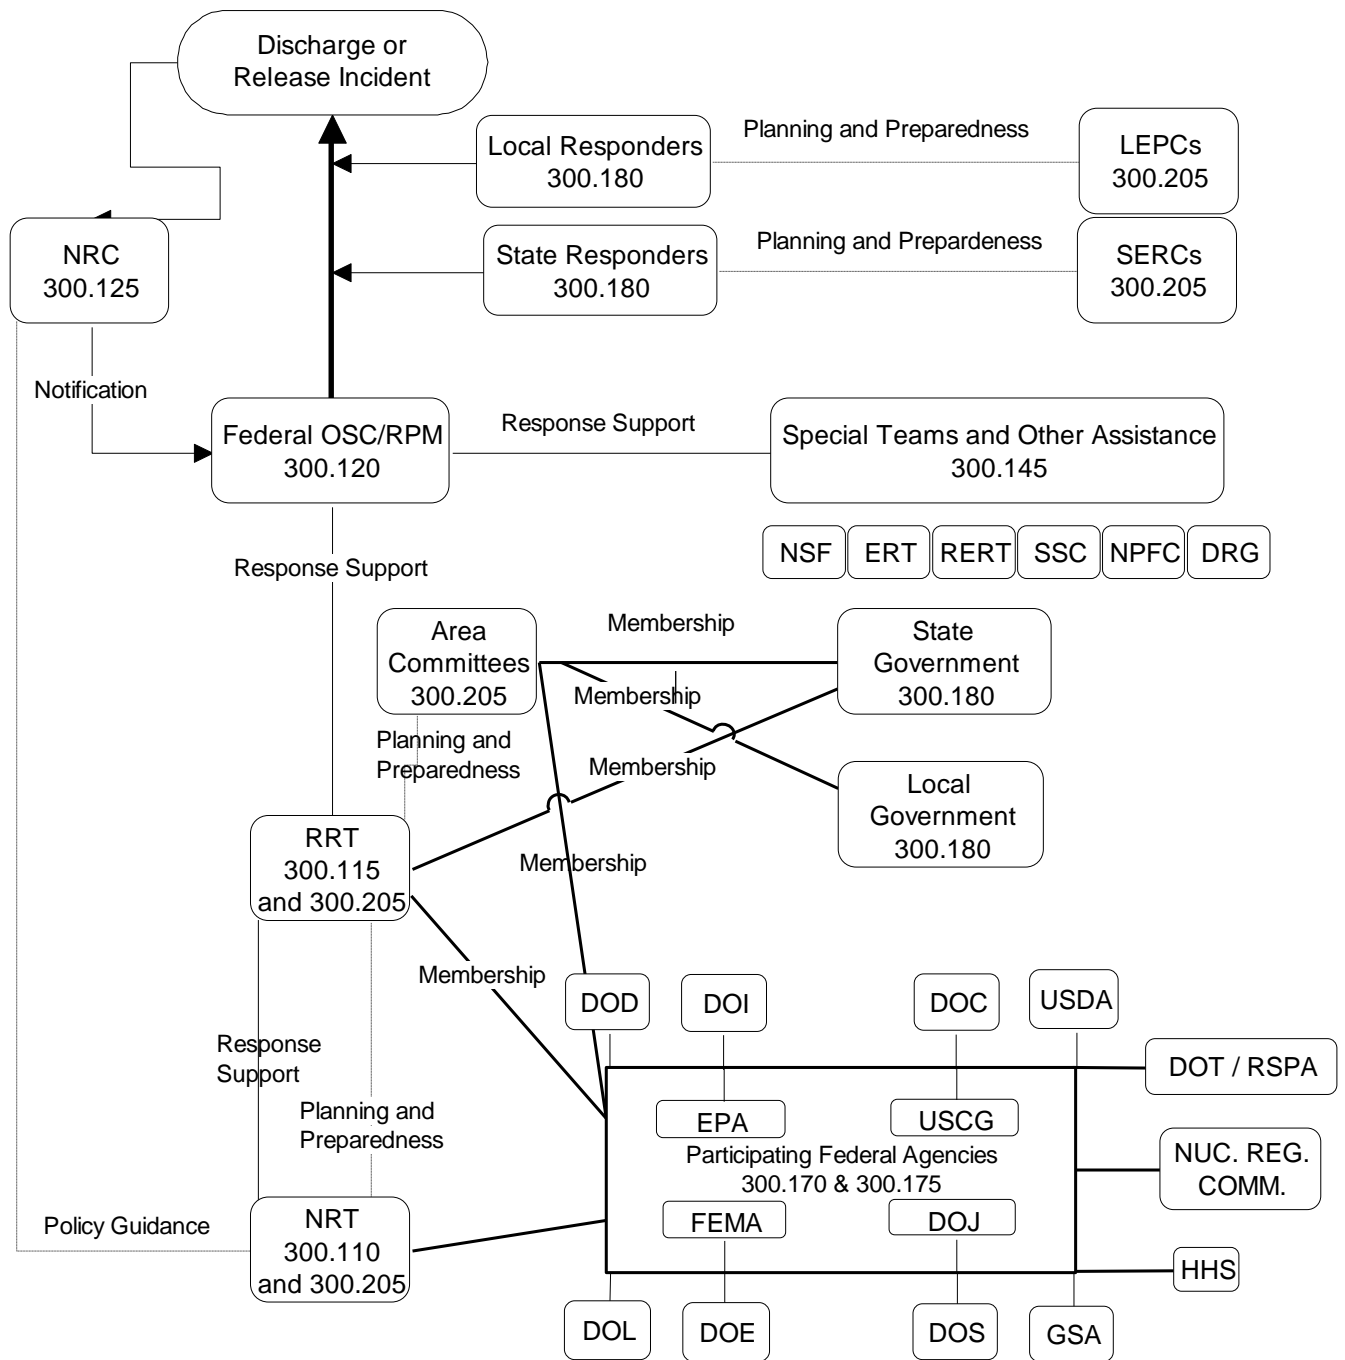 Discharge or
Release Incident
Local Responders
300.180
Planning and Preparedness
LEPCs
300.205
NRC
300.125
State Responders
300.180
Planning and Prepardeness
SERCs
300.205
Notification
Federal OSC/RPM
300.120
Response Support
Special Teams and Other Assistance
300.145
NSF
ERT
RERT
SSC
NPFC
DRG
Response Support
Area
Committees
300.205
Membership
State
Government
300.180
Membership
Planning and
Preparedness
Membership
Local
Government
300.180
RRT
300.115
and 300.205
Membership
Membership
DOD
DOI
DOC
USDA
Response
Support
DOT / RSPA
Planning and
Preparedness
EPA
USCG
Participating Federal Agencies
300.170 & 300.175
NUC. REG.
COMM.
FEMA
DOJ
Policy Guidance
NRT
300.110
and 300.205
HHS
DOL
DOE
DOS
GSA